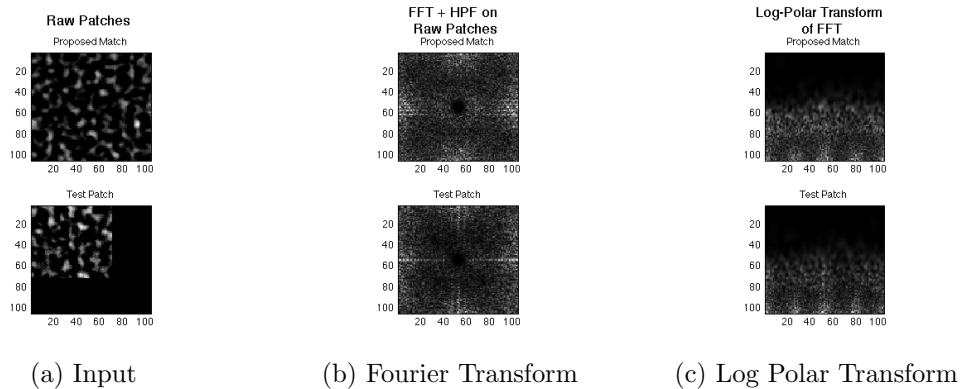 Raw Patches
Proposed Match
20
40
60
80
100
20 40 60 80 100
Test Patch
20
40
60
80
100
20 40 60 80 100
(a) Input
FFT + HPF on
Raw Patches
Proposed Match
20
40
60
80
100
20 40 60 80 100
Test Patch
20
40
60
80
100
20 40 60 80 100
(b) Fourier Transform
Log-Polar Transform
of FFT
Proposed Match
20
40
60
80
100
20 40 60 80 100
Test Patch
20
40
60
80
100
20 40 60 80 100
(c) Log Polar Transform